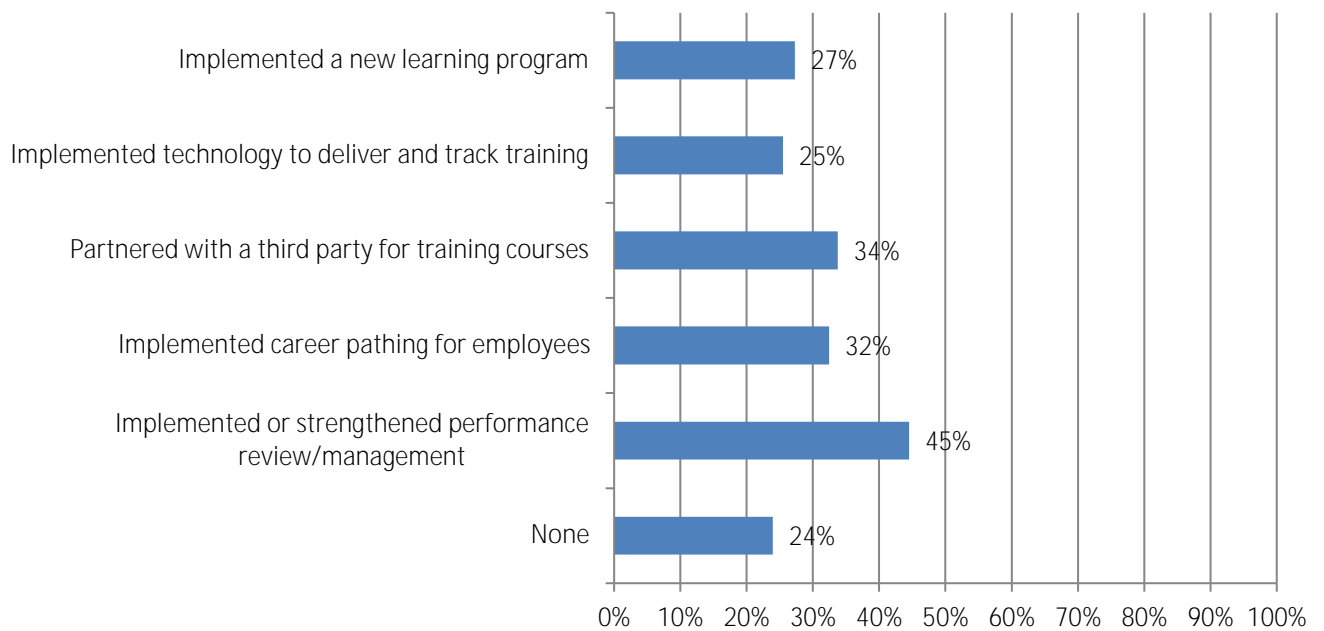 Implemented a new learning program
27%
Implemented technology to deliver and track training
25%
Partnered with a third party for training courses
34%
Implemented career pathing for employees
32%
Implemented or strengthened performance
review/management
45%
None
24%
0% 10% 20% 30% 40% 50% 60% 70% 80% 90% 100%